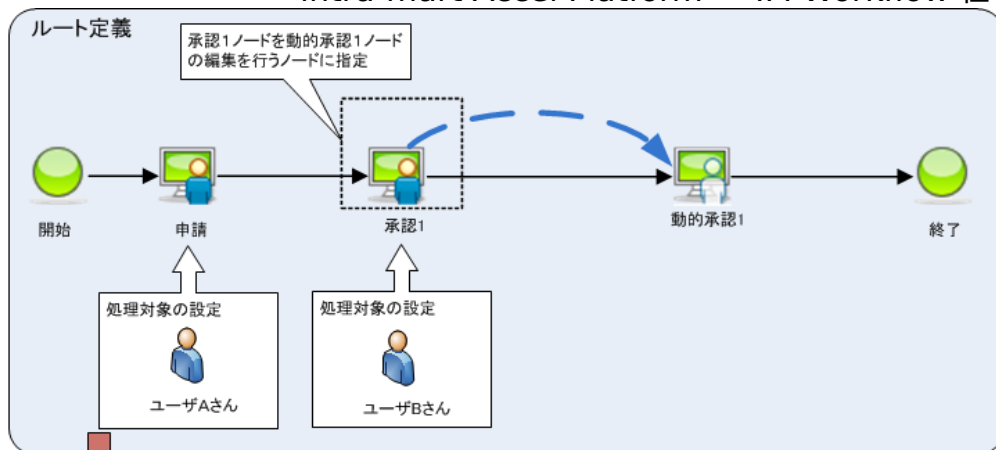 ルート定義
承認1ノードを動的承認1ノード
の編集を行うノードに指定
開始
申請
承認1
動的承認1
終了
処理対象の設定
ユーザAさん
処理対象の設定
ユーザBさん